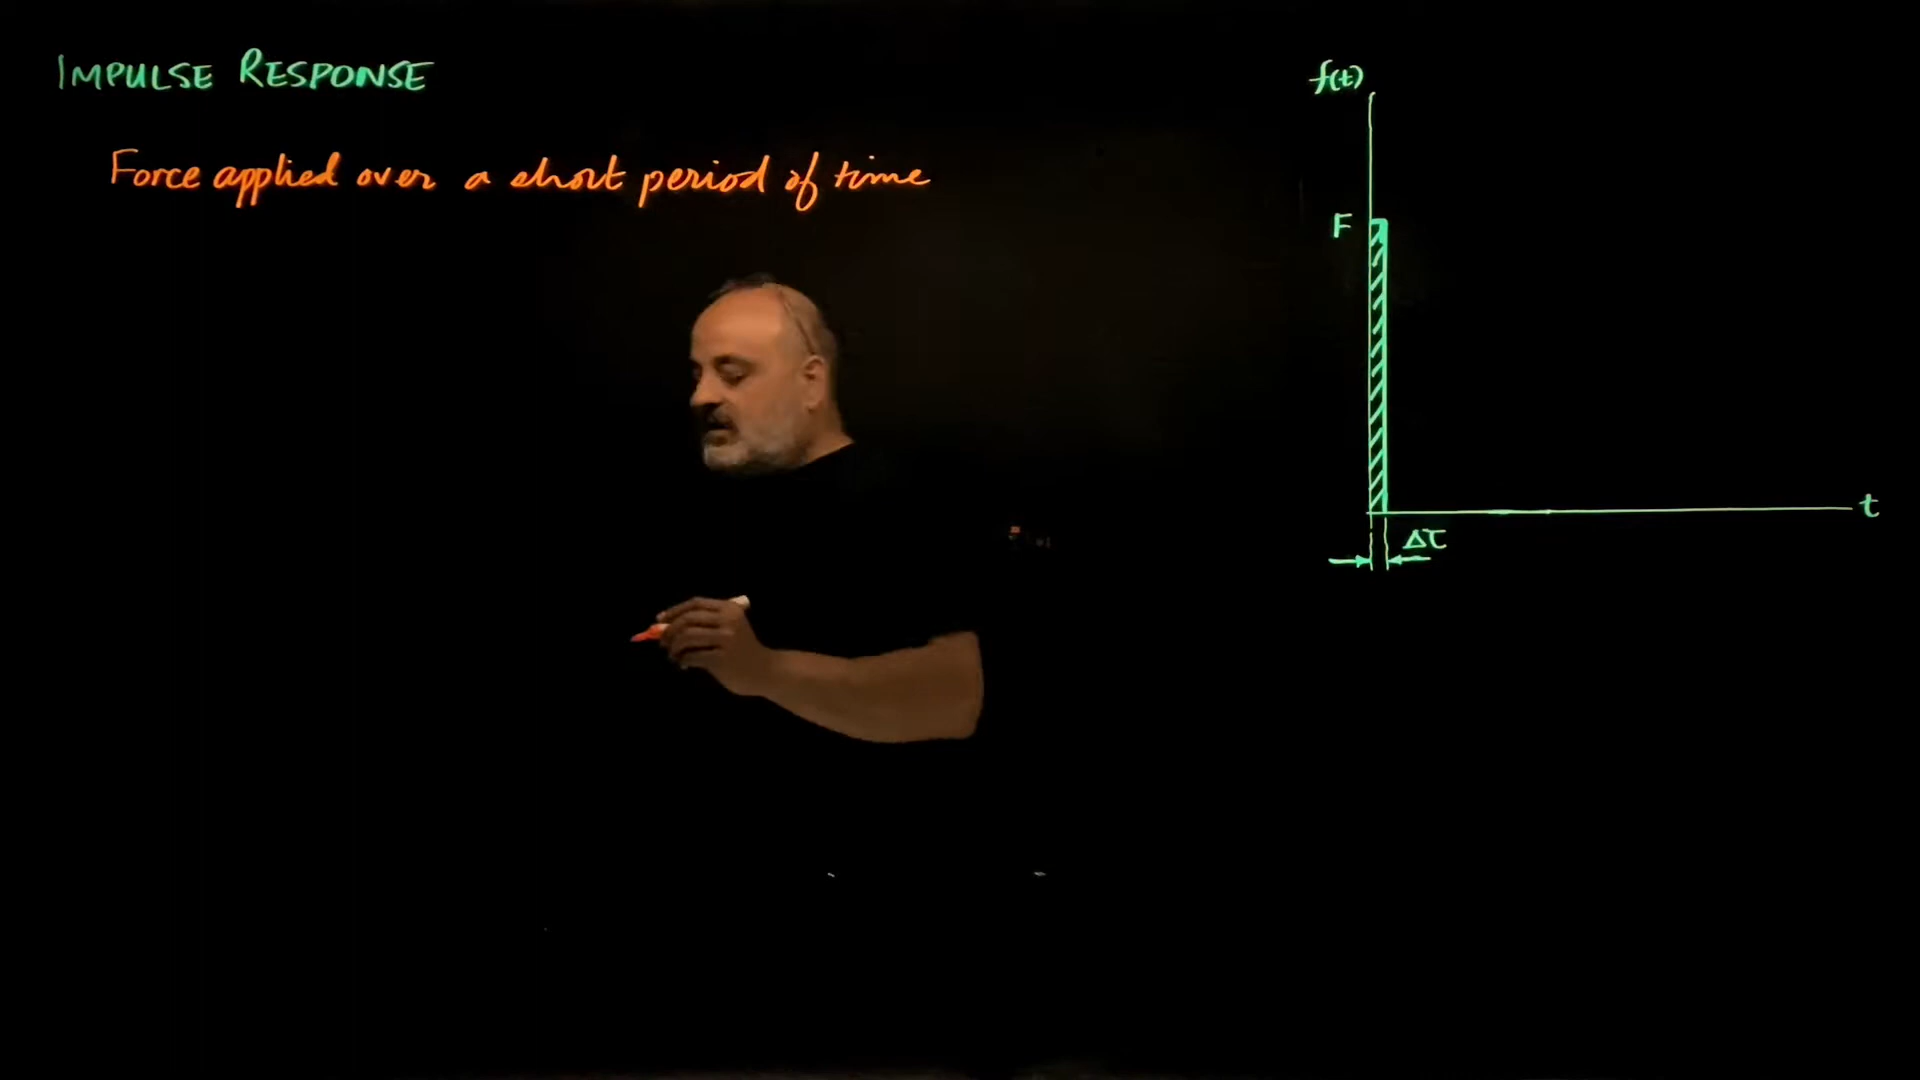 IMPULSE RESPONSE
Force applied over a short period of time
f(t)
F
t
Δτ